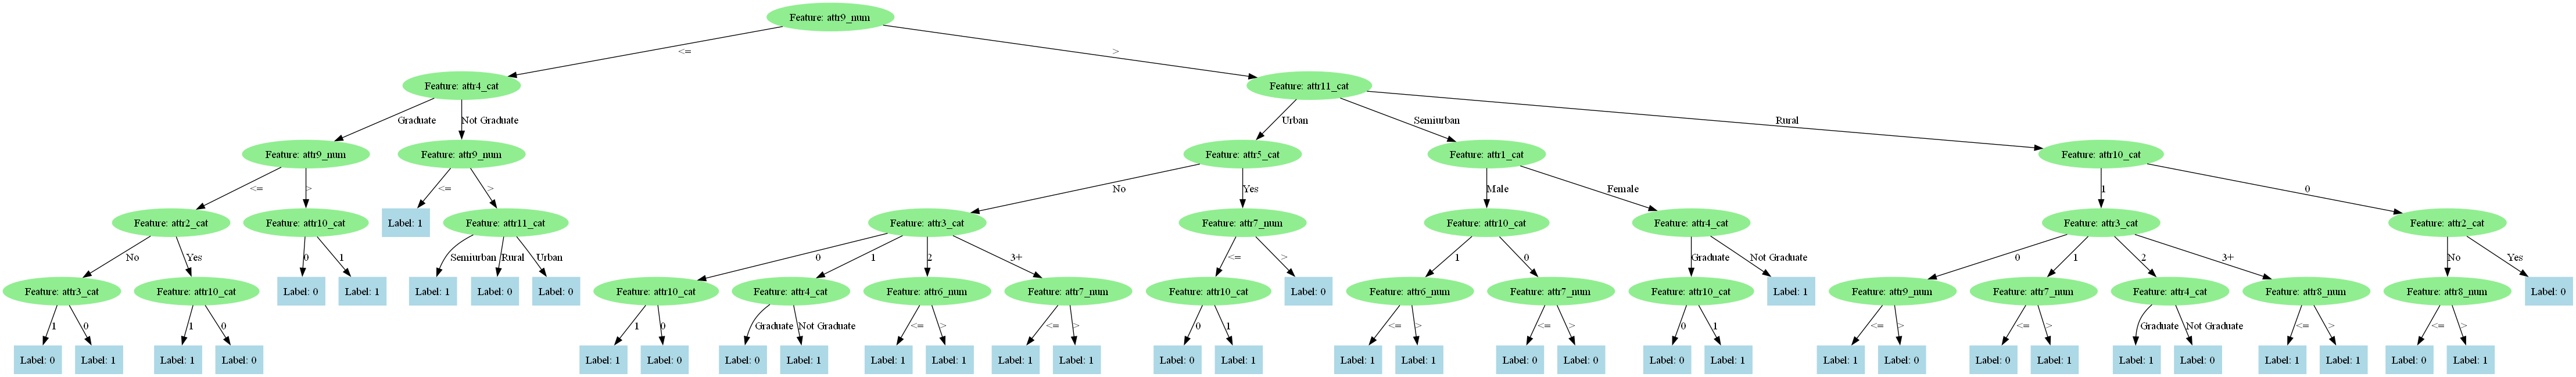 Feature: attr9_num
<=
>
Feature: attr4_cat
Feature: attr11_cat
Graduate
Not Graduate
Urban
Semiurban
Rural
Feature: attr9_num
Feature: attr9_num
Feature: attr5_cat
Feature: attr1_cat
Feature: attr10_cat
<=
>
<=
>
No
Yes
Male
Female
1
0
Feature: attr2_cat
Feature: attr10_cat
Label: 1
Feature: attr11_cat
Feature: attr3_cat
Feature: attr7_num
Feature: attr10_cat
Feature: attr4_cat
Feature: attr3_cat
Feature: attr2_cat
No
Yes
0
1
Semiurban
Rural
Urban
0
1
2
3+
<=
>
1
0
Graduate
Not Graduate
0
1
2
3+
No
Yes
Feature: attr3_cat
Feature: attr10_cat
Label: 0
Label: 1
Label: 1
Label: 0
Label: 0
Feature: attr10_cat
Feature: attr4_cat
Feature: attr6_num
Feature: attr7_num
Feature: attr10_cat
Label: 0
Feature: attr6_num
Feature: attr7_num
Feature: attr10_cat
Label: 1
Feature: attr9_num
Feature: attr7_num
Feature: attr4_cat
Feature: attr8_num
Feature: attr8_num
Label: 0
1
0
1
0
1
0
Graduate
Not Graduate
<=
>
<=
>
0
1
<=
>
<=
>
0
1
<=
>
<=
>
Graduate
Not Graduate
<=
>
<=
>
Label: 0
Label: 1
Label: 1
Label: 0
Label: 1
Label: 0
Label: 0
Label: 1
Label: 1
Label: 1
Label: 1
Label: 1
Label: 0
Label: 1
Label: 1
Label: 1
Label: 0
Label: 0
Label: 0
Label: 1
Label: 1
Label: 0
Label: 0
Label: 1
Label: 1
Label: 0
Label: 1
Label: 1
Label: 0
Label: 1